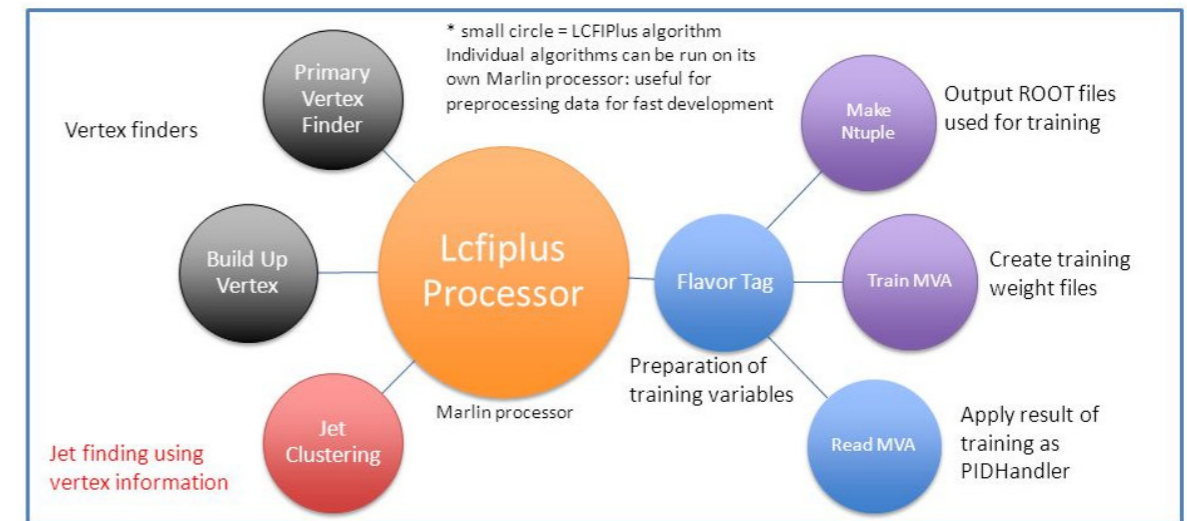 * small circle = LCFIPlus algorithm
Individual algorithms can be run on its
own Marlin processor: useful for
preprocessing data for fast development
Primary
Vertex
Finder
Vertex finders
Make
Ntuple
Output ROOT files
used for training
Build Up
Vertex
Lcfiplus
Processor
Flavor Tag
Train MVA
Create training
weight files
Preparation of
training variables
Marlin processor
Jet
Clustering
Jet finding using
vertex information
Read MVA
Apply result of
training as
PIDHandler